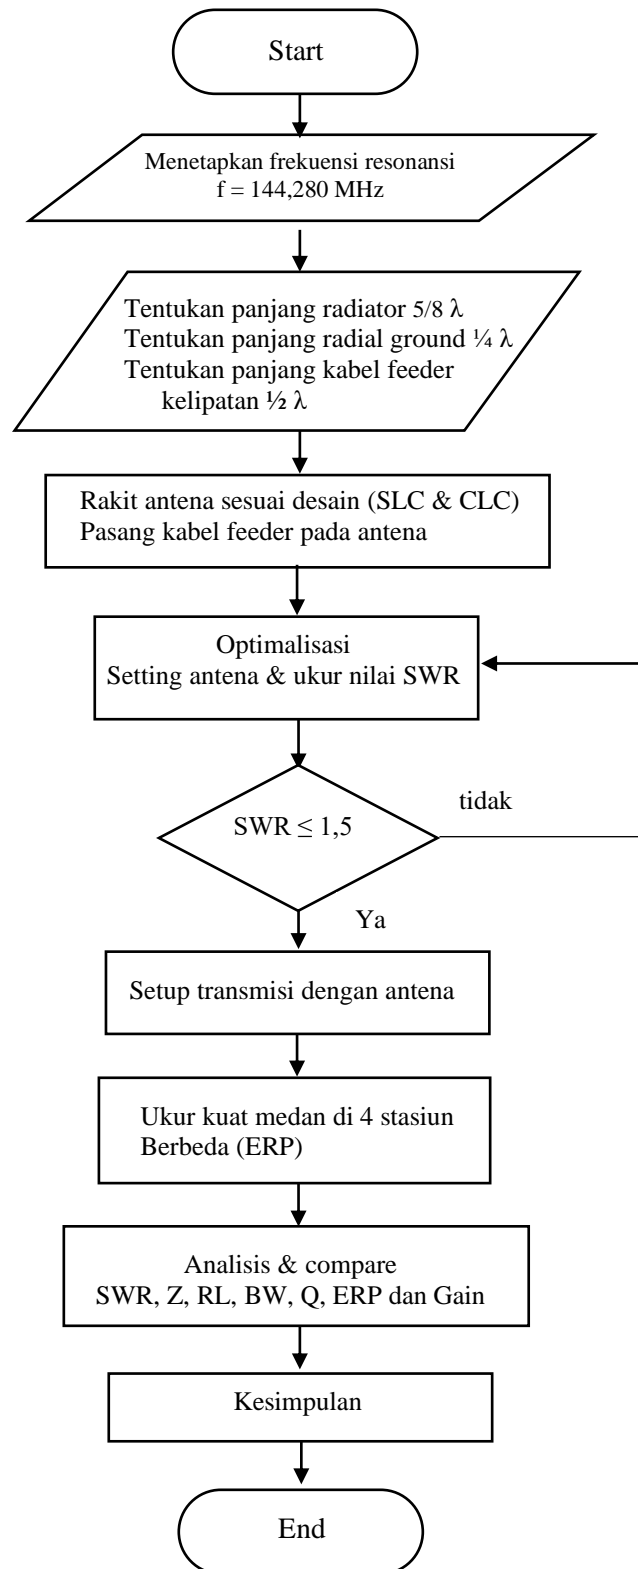 Start
Menetapkan frekuensi resonansi
f = 144,280 MHz
Tentukan panjang radiator 5/8 λ
Tentukan panjang radial ground ¼ λ
Tentukan panjang kabel feeder
kelipatan ½ λ
Rakit antena sesuai desain (SLC & CLC)
Pasang kabel feeder pada antena
Optimalisasi
Setting antena & ukur nilai SWR
SWR ≤ 1,5
tidak
Ya
Setup transmisi dengan antena
Ukur kuat medan di 4 stasiun
Berbeda (ERP)
Analisis & compare
SWR, Z, RL, BW, Q, ERP dan Gain
Kesimpulan
End